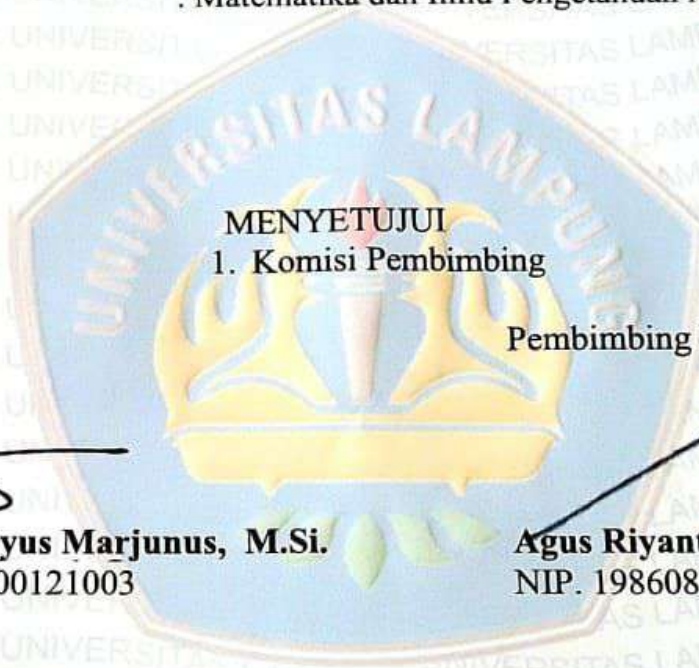 : Matematika dan Ilmu Pengetahuan
UNIVERSITAS LAMPUNG
MENYETUJUI
1. Komisi Pembimbing
Pembimbing
yus Marjunus, M.Si.
00121003
Agus Riyant
NIP. 198608